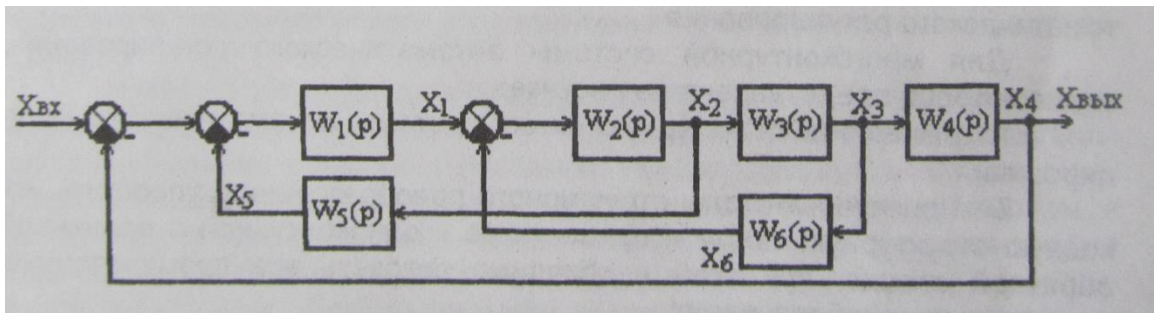 Xвх
W₁(p)
X₁
W₂(p)
X₂
W₃(p)
X₃
W₄(p)
X₄
Xвых
X₅
W₅(p)
W₆(p)
X₆